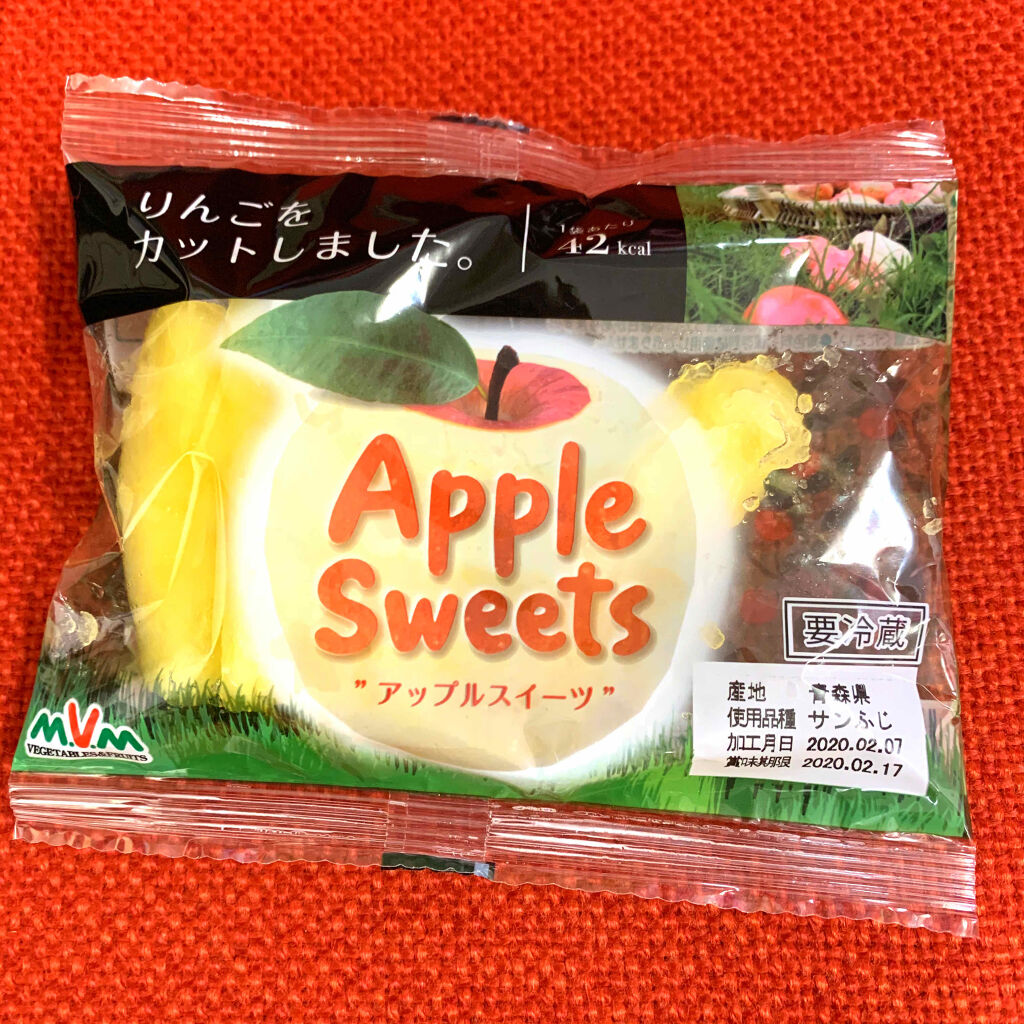 りんごを
カットしました。
1袋あたり
42 kcal
Apple
Sweets
"アップルスイーツ"
要冷蔵
産地 青森県
使用品種 サンふじ
加工月日 2020.02.07
賞味期限 2020.02.17
M.V.M
VEGETABLES&FRUITS